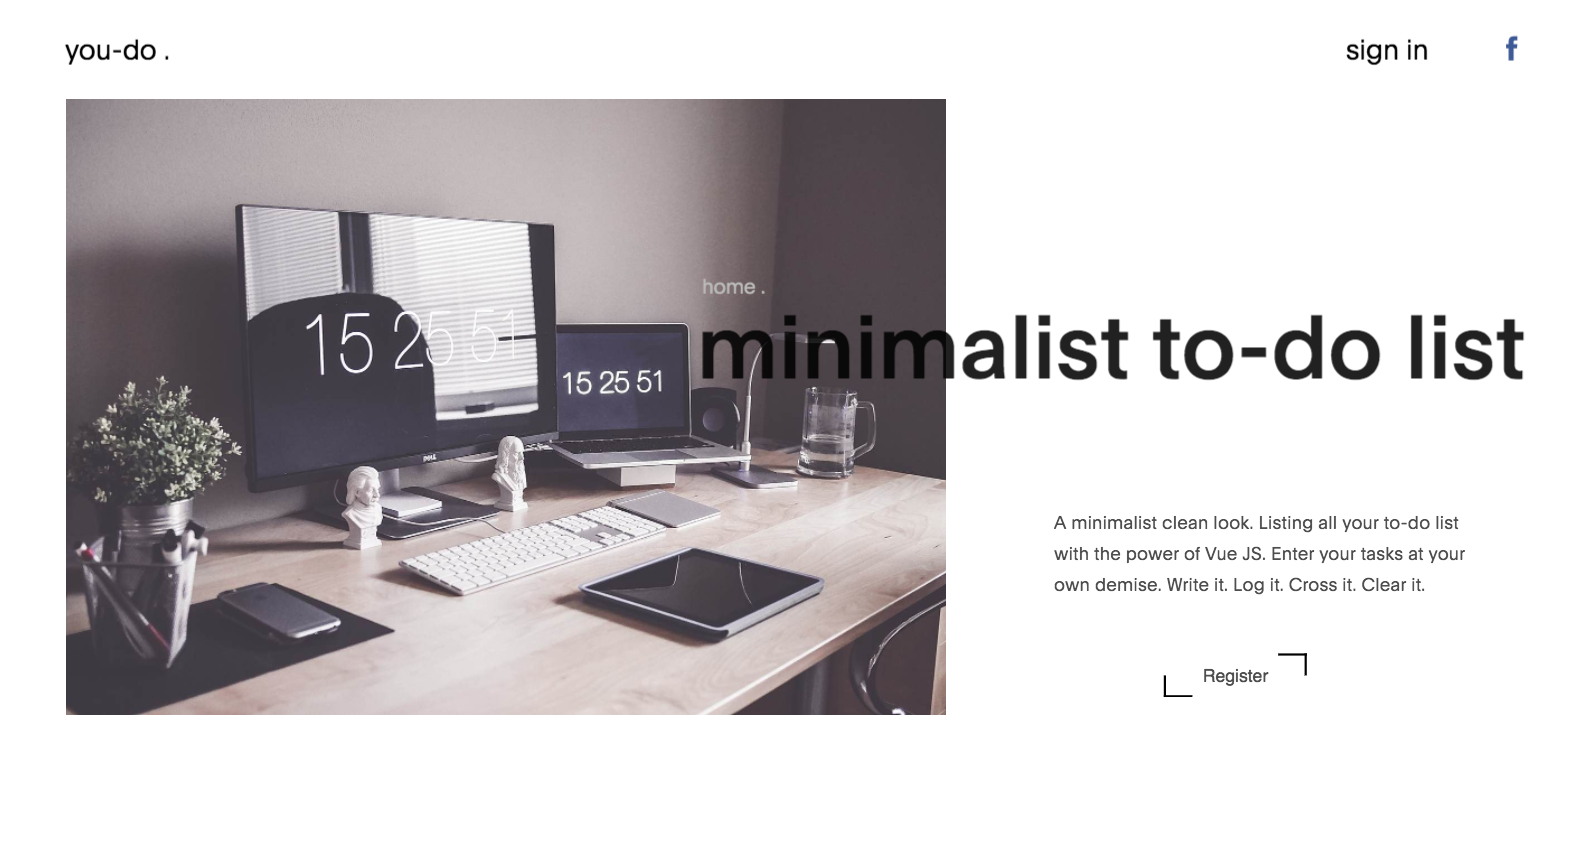 you-do .
sign in
f
home .
minimalist to-do list
15 25 51
15 25 51
DELL
A minimalist clean look. Listing all your to-do list
with the power of Vue JS. Enter your tasks at your
own demise. Write it. Log it. Cross it. Clear it.
Register